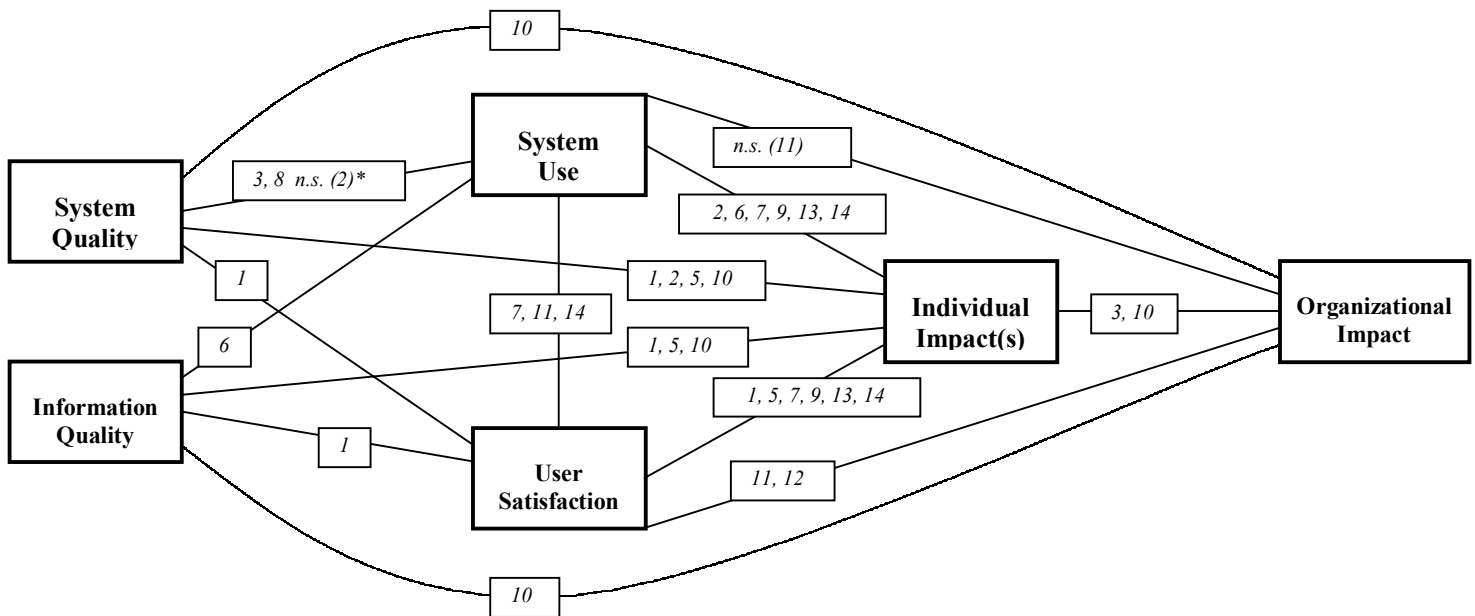 10
System
Use
n.s. (11)
3, 8 n.s. (2)*
System
Quality
2, 6, 7, 9, 13, 14
1
1, 2, 5, 10
7, 11, 14
Individual
Impact(s)
3, 10
Organizational
Impact
6
1, 5, 10
Information
Quality
1
1, 5, 7, 9, 13, 14
User
Satisfaction
11, 12
10